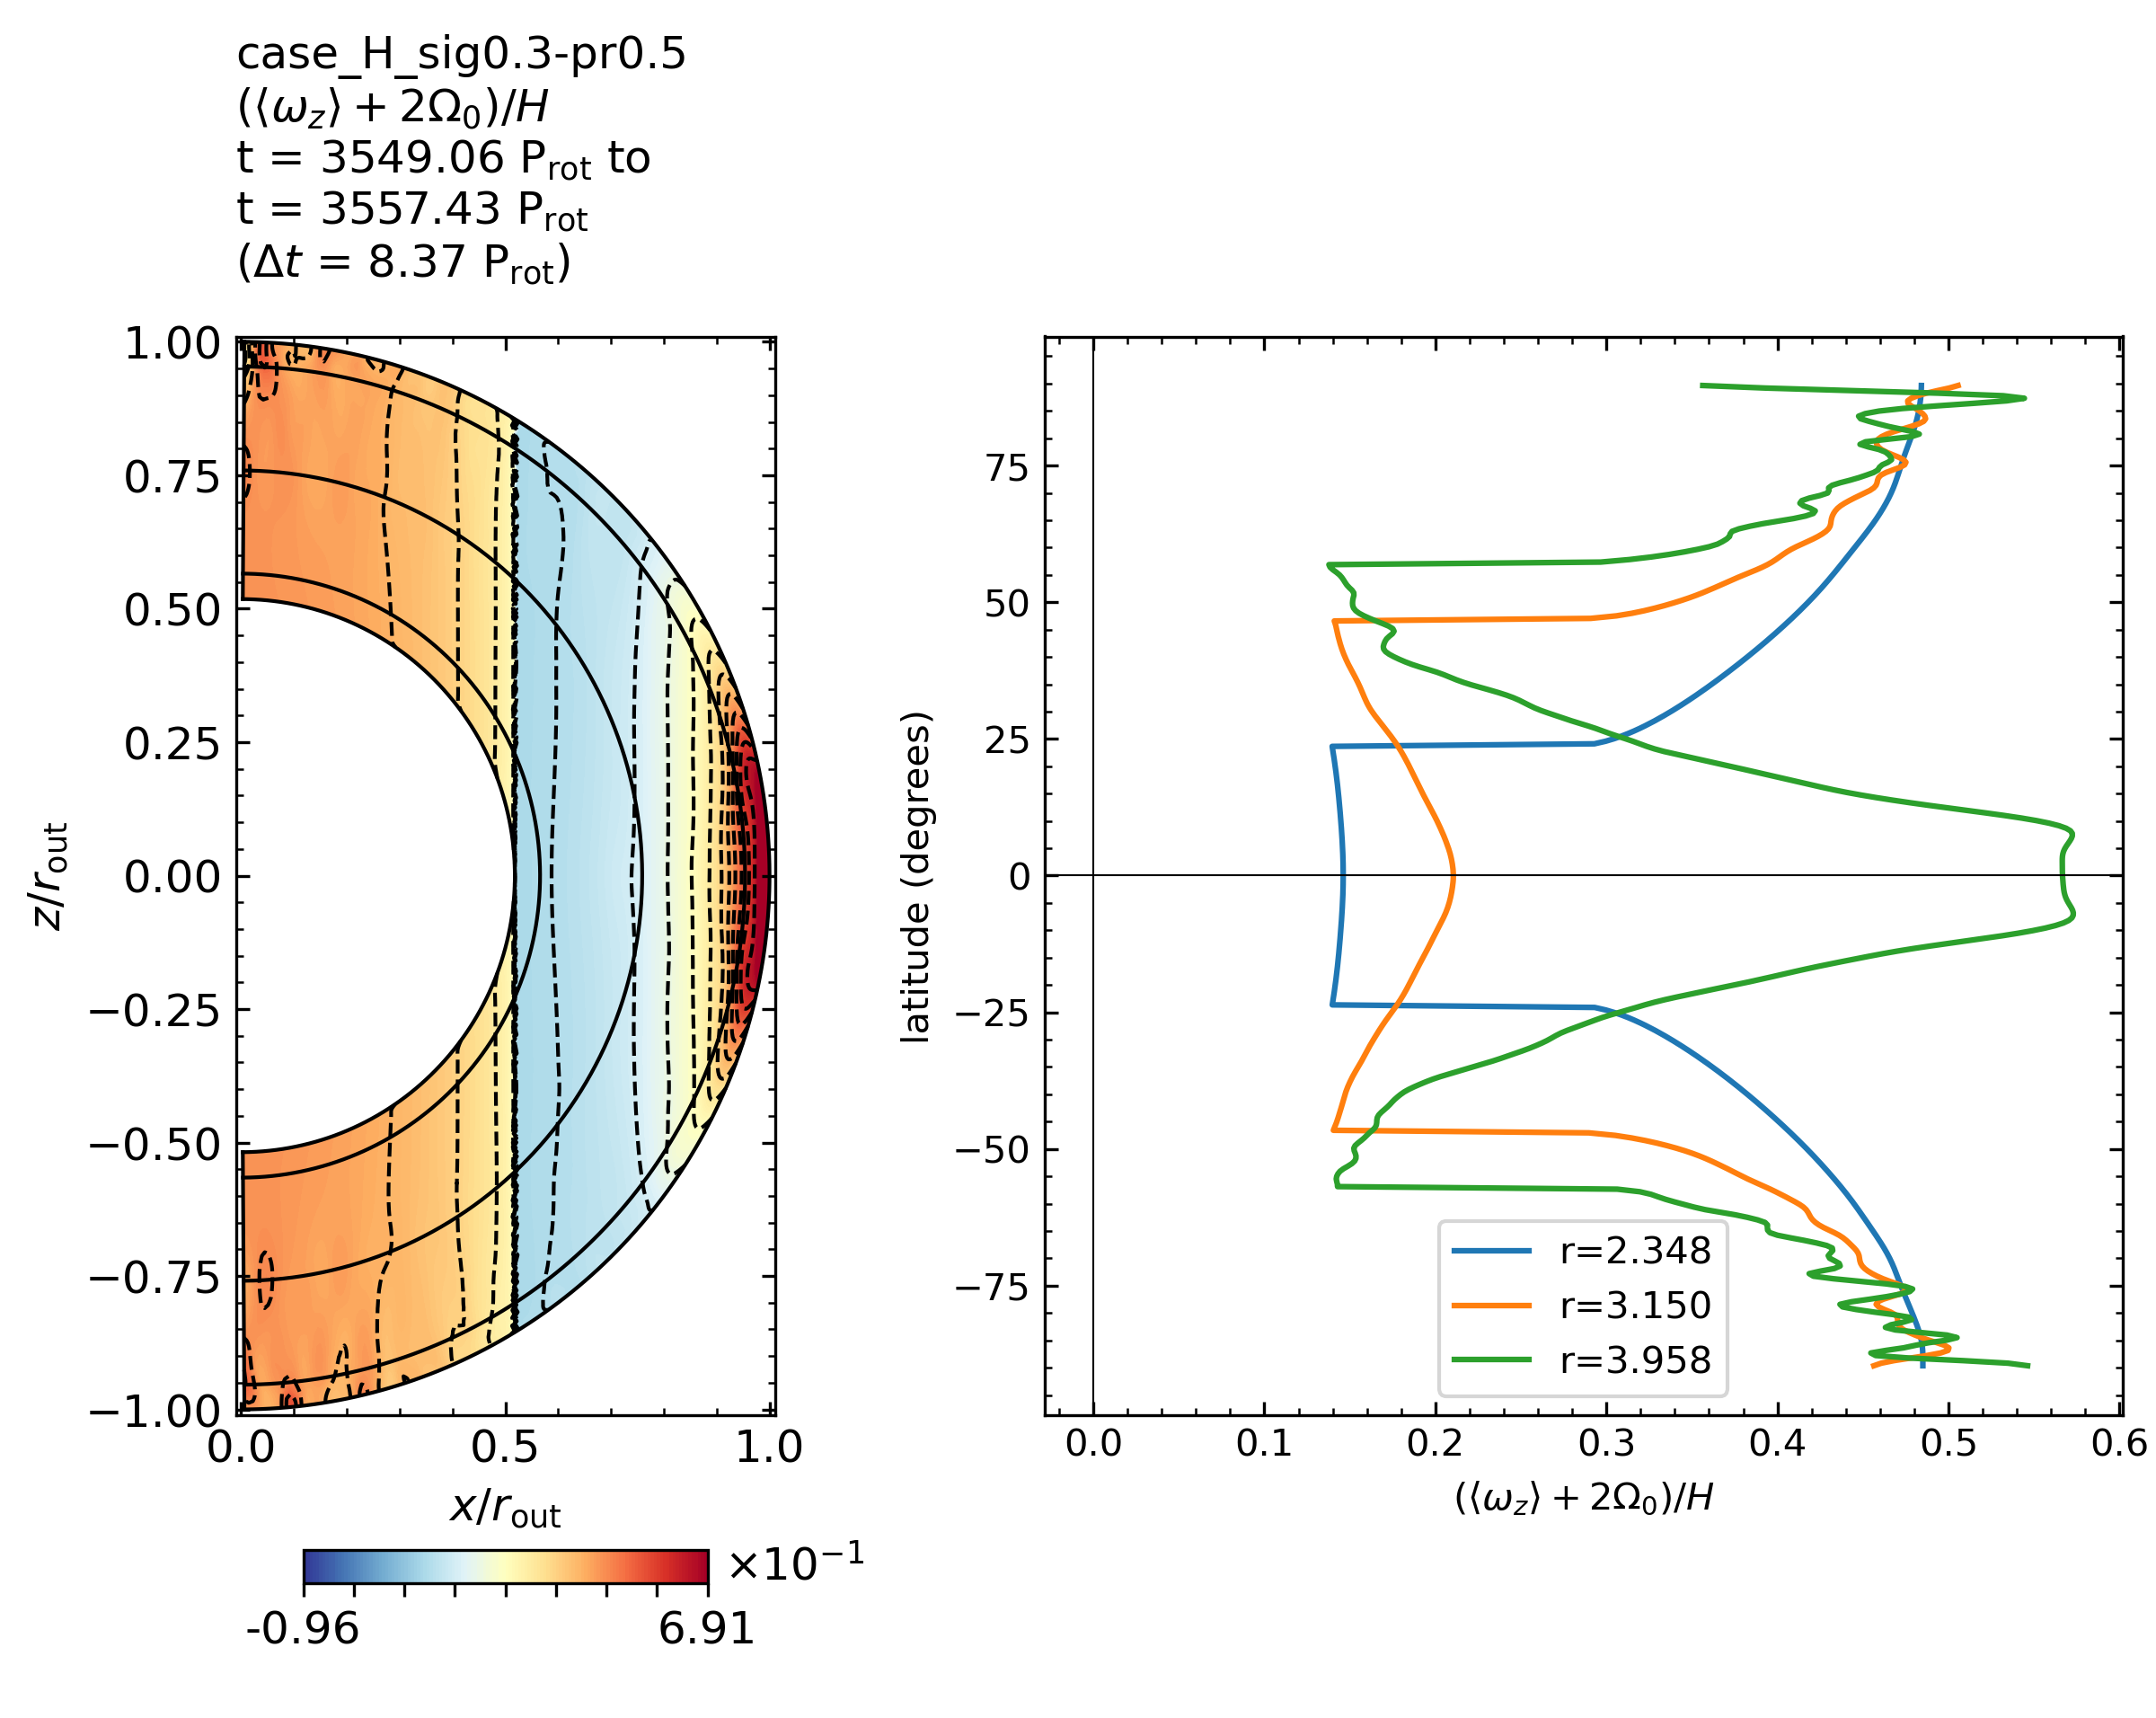 case_H_sig0.3-pr0.5
(⟨ω_z⟩ + 2Ω_0)/H
t = 3549.06 P_rot to
t = 3557.43 P_rot
(Δt = 8.37 P_rot)
1.00
0.75
0.50
0.25
0.00
−0.25
−0.50
−0.75
−1.00
z/r_out
0.0
0.5
1.0
x/r_out
×10^−1
-0.96
6.91
75
50
25
0
−25
−50
−75
latitude (degrees)
r=2.348
r=3.150
r=3.958
0.0
0.1
0.2
0.3
0.4
0.5
0.6
(⟨ω_z⟩ + 2Ω_0)/H